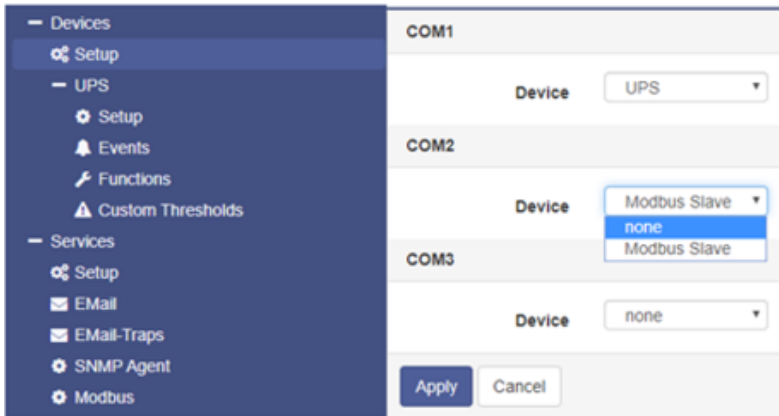 Devices
Setup
UPS
Setup
Events
Functions
Custom Thresholds
Services
Setup
EMail
EMail-Traps
SNMP Agent
Modbus
COM1
Device UPS
COM2
Device Modbus Slave
none
Modbus Slave
COM3
Device none
Apply Cancel